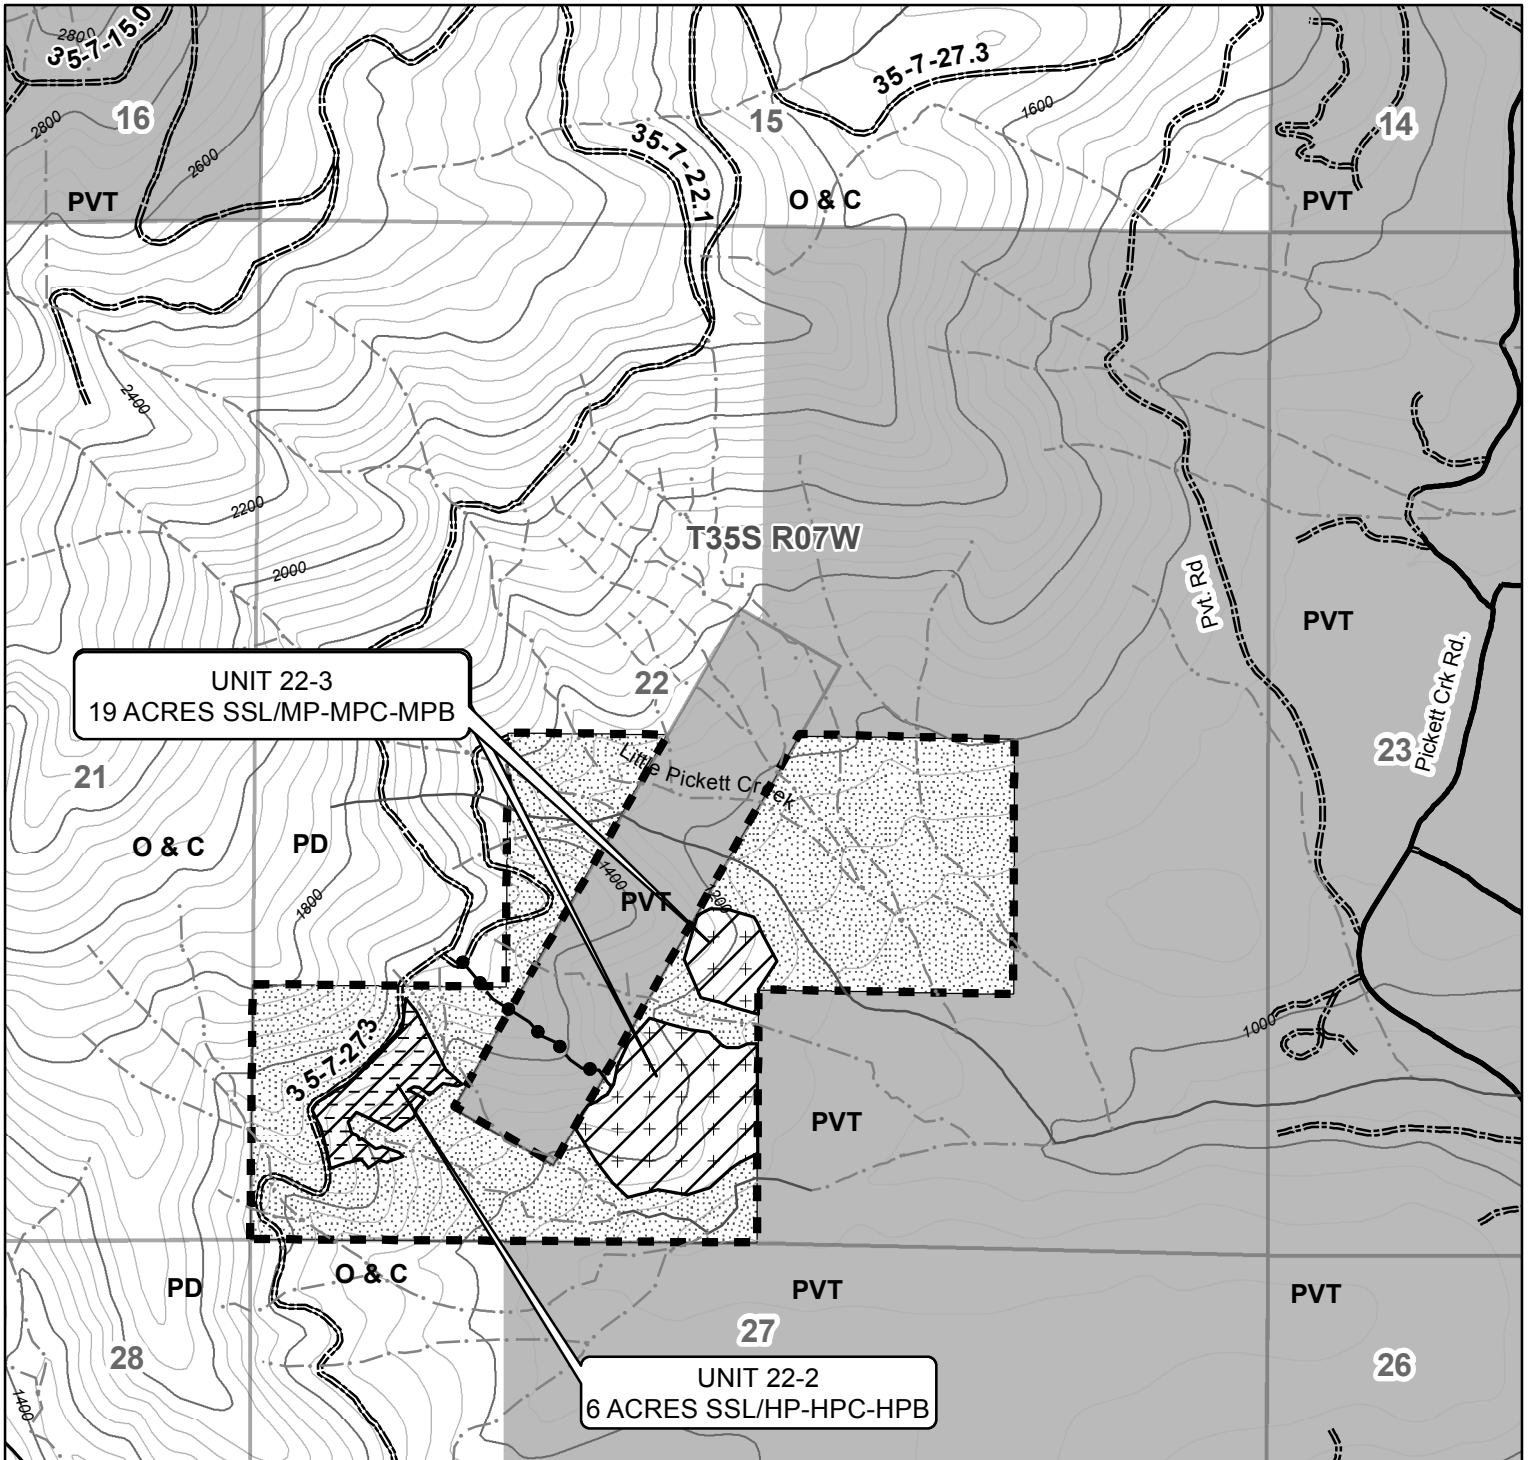 2800
35-7-15.0
16
2800
2600
PVT
15
35-7-27.3
1600
14
35-7-22.1
O & C
PVT
2400
2200
2000
T35S R07W
Pvt. Rd
PVT
UNIT 22-3
19 ACRES SSL/MP-MPC-MPB
22
Pickett Crk Rd.
23
21
Little Pickett Creek
O & C
PD
1800
1400
PVT
1200
1000
35-7-27.3
PVT
PD
O & C
PVT
PVT
28
27
26
1400
UNIT 22-2
6 ACRES SSL/HP-HPC-HPB